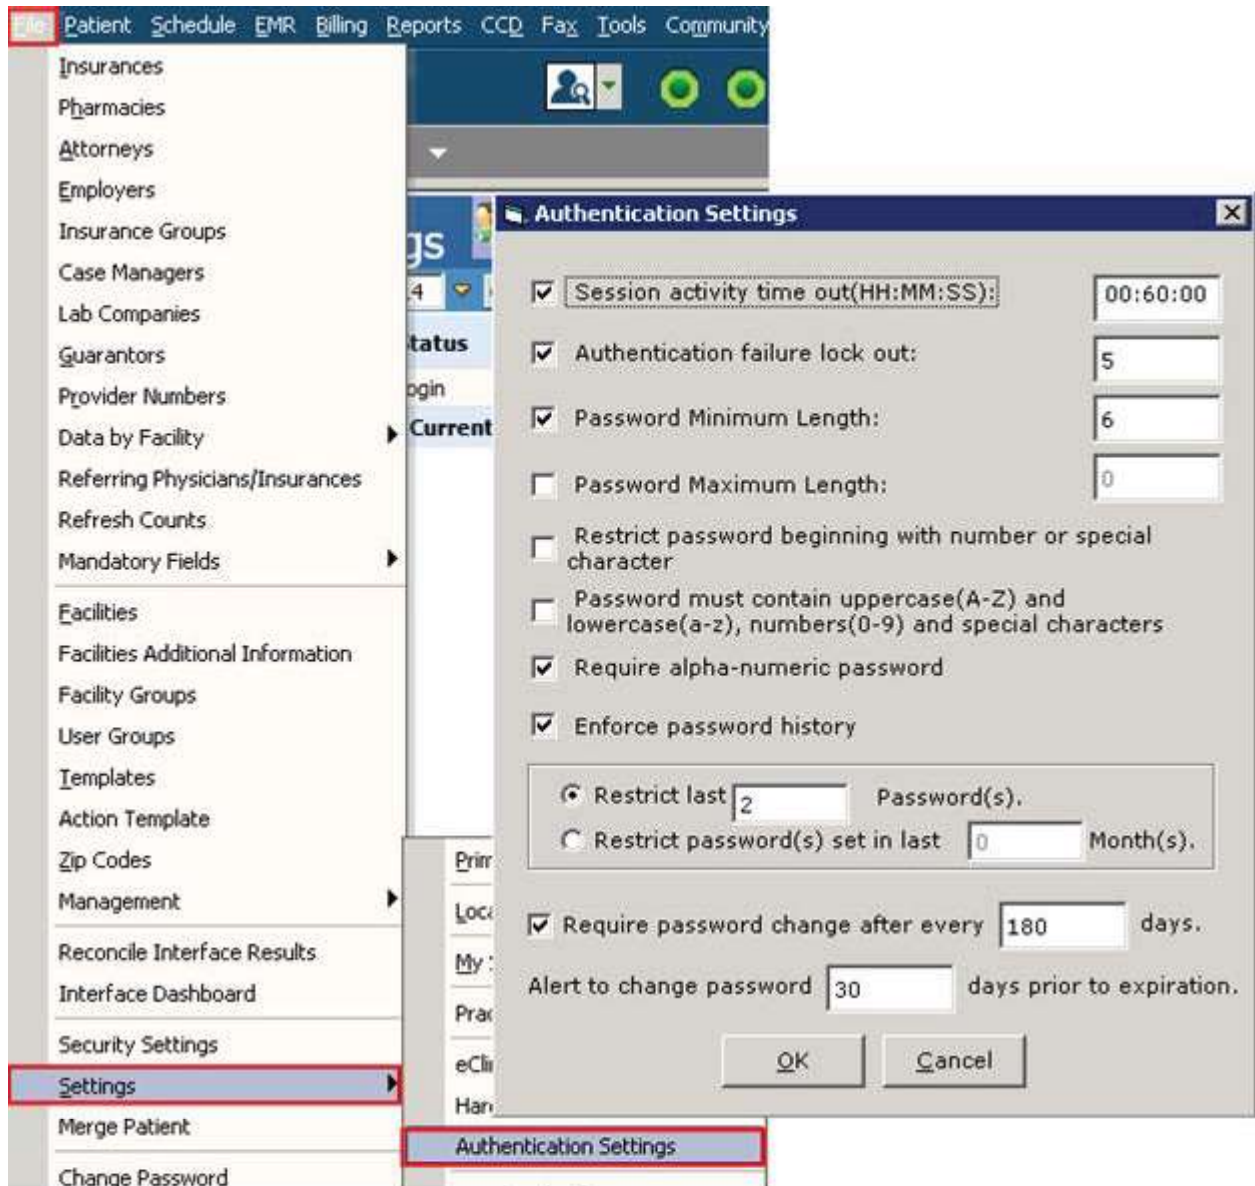 File Patient Schedule EMR Billing Reports CCD Fax Tools Community
Insurances
Pharmacies
Attorneys
Employers
Insurance Groups
Case Managers
Lab Companies
Guarantors
Provider Numbers
Data by Facility
Referring Physicians/Insurances
Refresh Counts
Mandatory Fields
Facilities
Facilities Additional Information
Facility Groups
User Groups
Templates
Action Template
Zip Codes
Management
Reconcile Interface Results
Interface Dashboard
Security Settings
Settings
Merge Patient
Change Password
gs
4
tatus
ogin
Current
Prim
Loca
My
Prac
eCli
Har
Authentication Settings
Authentication Settings
Session activity time out(HH:MM:SS): 00:60:00
Authentication failure lock out: 5
Password Minimum Length: 6
Password Maximum Length: 0
Restrict password beginning with number or special
character
Password must contain uppercase(A-Z) and
lowercase(a-z), numbers(0-9) and special characters
Require alpha-numeric password
Enforce password history
Restrict last 2 Password(s).
Restrict password(s) set in last 0 Month(s).
Require password change after every 180 days.
Alert to change password 30 days prior to expiration.
OK Cancel